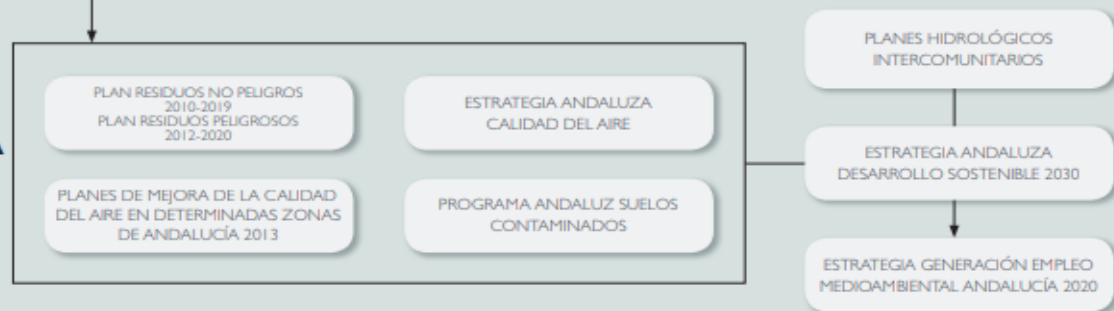 PLAN RESIDUOS NO PELIGROS
2010-2019
PLAN RESIDUOS PELIGROSOS
2012-2020
ESTRATEGIA ANDALUZA
CALIDAD DEL AIRE
PLANES DE MEJORA DE LA CALIDAD
DEL AIRE EN DETERMINADAS ZONAS
DE ANDALUCÍA 2013
PROGRAMA ANDALUZ SUELOS
CONTAMINADOS
PLANES HIDROLÓGICOS
INTERCOMUNITARIOS
ESTRATEGIA ANDALUZA
DESARROLLO SOSTENIBLE 2030
ESTRATEGIA GENERACIÓN EMPLEO
MEDIOAMBIENTAL ANDALUCÍA 2020